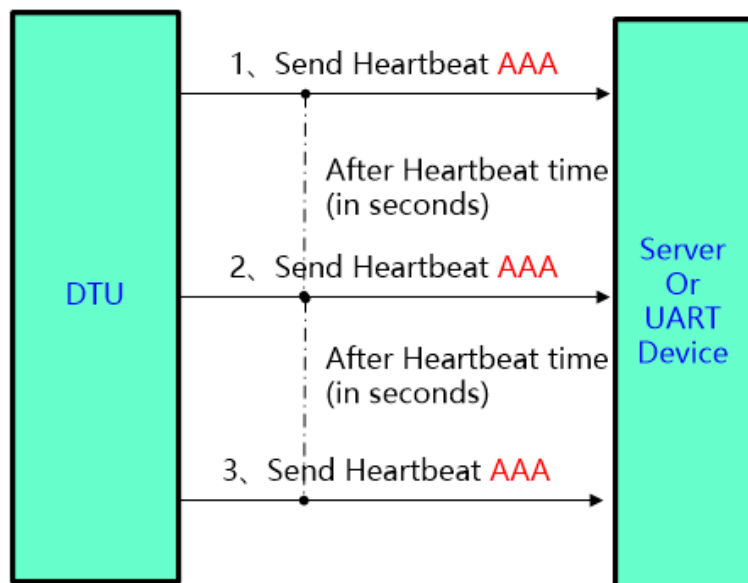 1、Send Heartbeat AAA
After Heartbeat time
(in seconds)
2、Send Heartbeat AAA
DTU
Server
Or
UART
Device
After Heartbeat time
(in seconds)
3、Send Heartbeat AAA